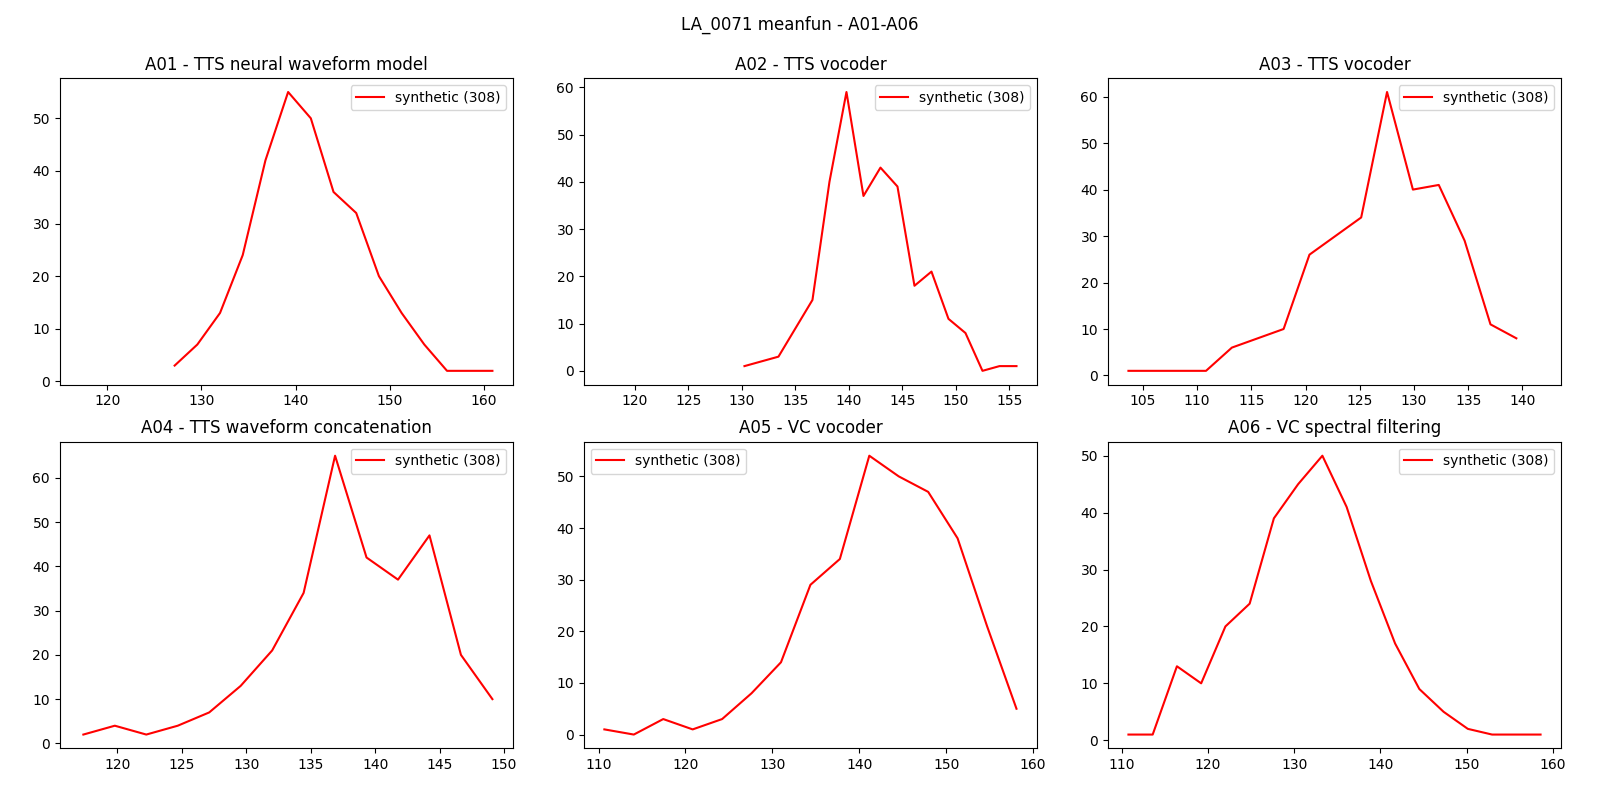 LA_0071 meanfun - A01-A06
A01 - TTS neural waveform model
synthetic (308)
50
40
30
20
10
0
120 130 140 150 160
A02 - TTS vocoder
synthetic (308)
60
50
40
30
20
10
0
120 125 130 135 140 145 150 155
A03 - TTS vocoder
synthetic (308)
60
50
40
30
20
10
0
105 110 115 120 125 130 135 140
A04 - TTS waveform concatenation
synthetic (308)
60
50
40
30
20
10
0
120 125 130 135 140 145 150
A05 - VC vocoder
synthetic (308)
50
40
30
20
10
0
110 120 130 140 150 160
A06 - VC spectral filtering
synthetic (308)
50
40
30
20
10
0
110 120 130 140 150 160